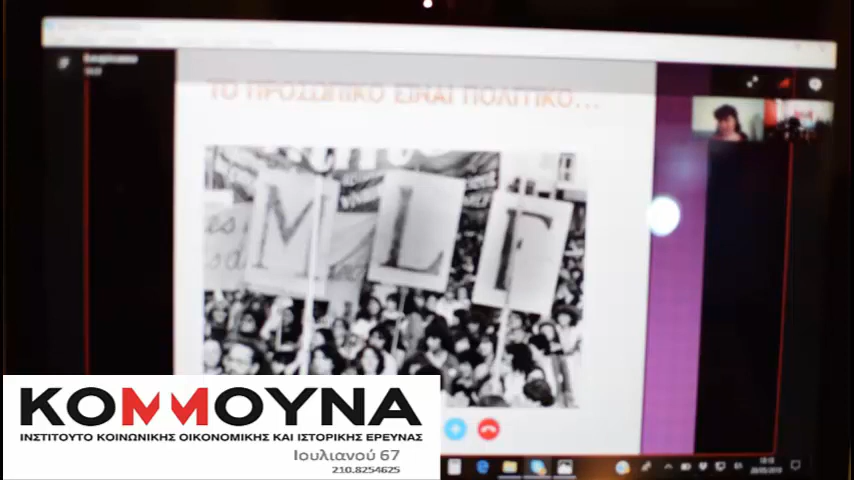 ΤΟ ΠΡΟΣΩΠΙΚΟ ΕΙΝΑΙ ΠΟΛΙΤΙΚΟ...
M L F
ΚΟΜΜΟΥΝΑ
ΙΝΣΤΙΤΟΥΤΟ ΚΟΙΝΩΝΙΚΗΣ ΟΙΚΟΝΟΜΙΚΗΣ ΚΑΙ ΙΣΤΟΡΙΚΗΣ ΕΡΕΥΝΑΣ
Ιουλιανού 67
210.8254625